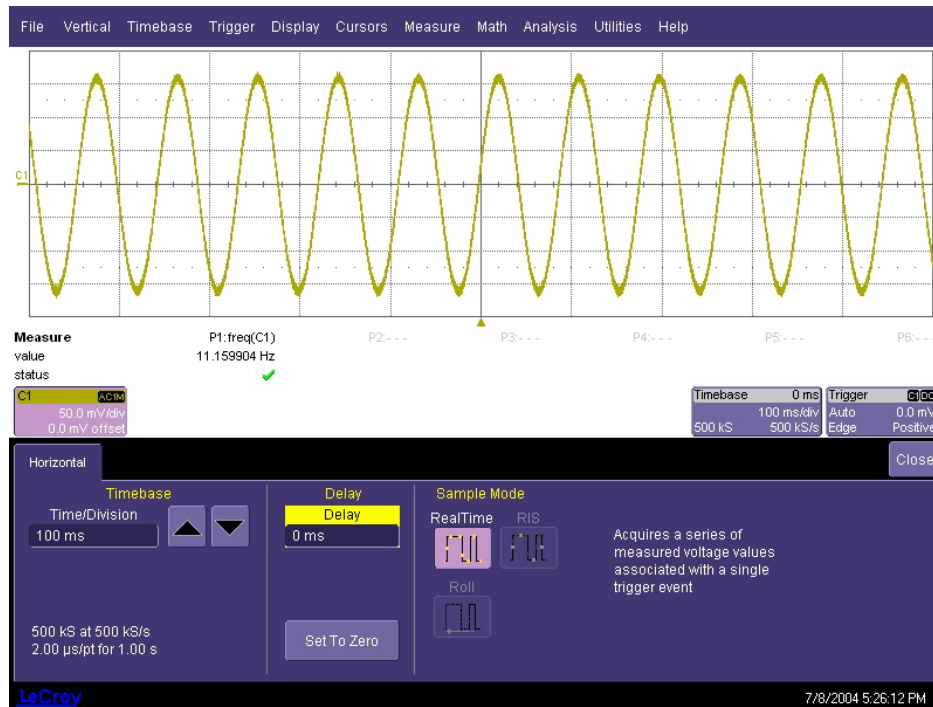 File Vertical Timebase Trigger Display Cursors Measure Math Analysis Utilities Help
C1
Measure P1:freq(C1) P2:- - - P3:- - - P4:- - - P5:- - - P6:- -
value 11.159904 Hz
status
C1 AC1M
50.0 mV/div
0.0 mV offset
Timebase 0 ms
100 ms/div
500 kS 500 kS/s
Trigger C1 DC
Auto 0.0 mV
Edge Positive
Horizontal
Close
Timebase
Time/Division
100 ms
500 kS at 500 kS/s
2.00 µs/pt for 1.00 s
Delay
Delay
0 ms
Set To Zero
Sample Mode
RealTime RIS
Roll
Acquires a series of
measured voltage values
associated with a single
trigger event
LeCroy
7/8/2004 5:26:12 PM